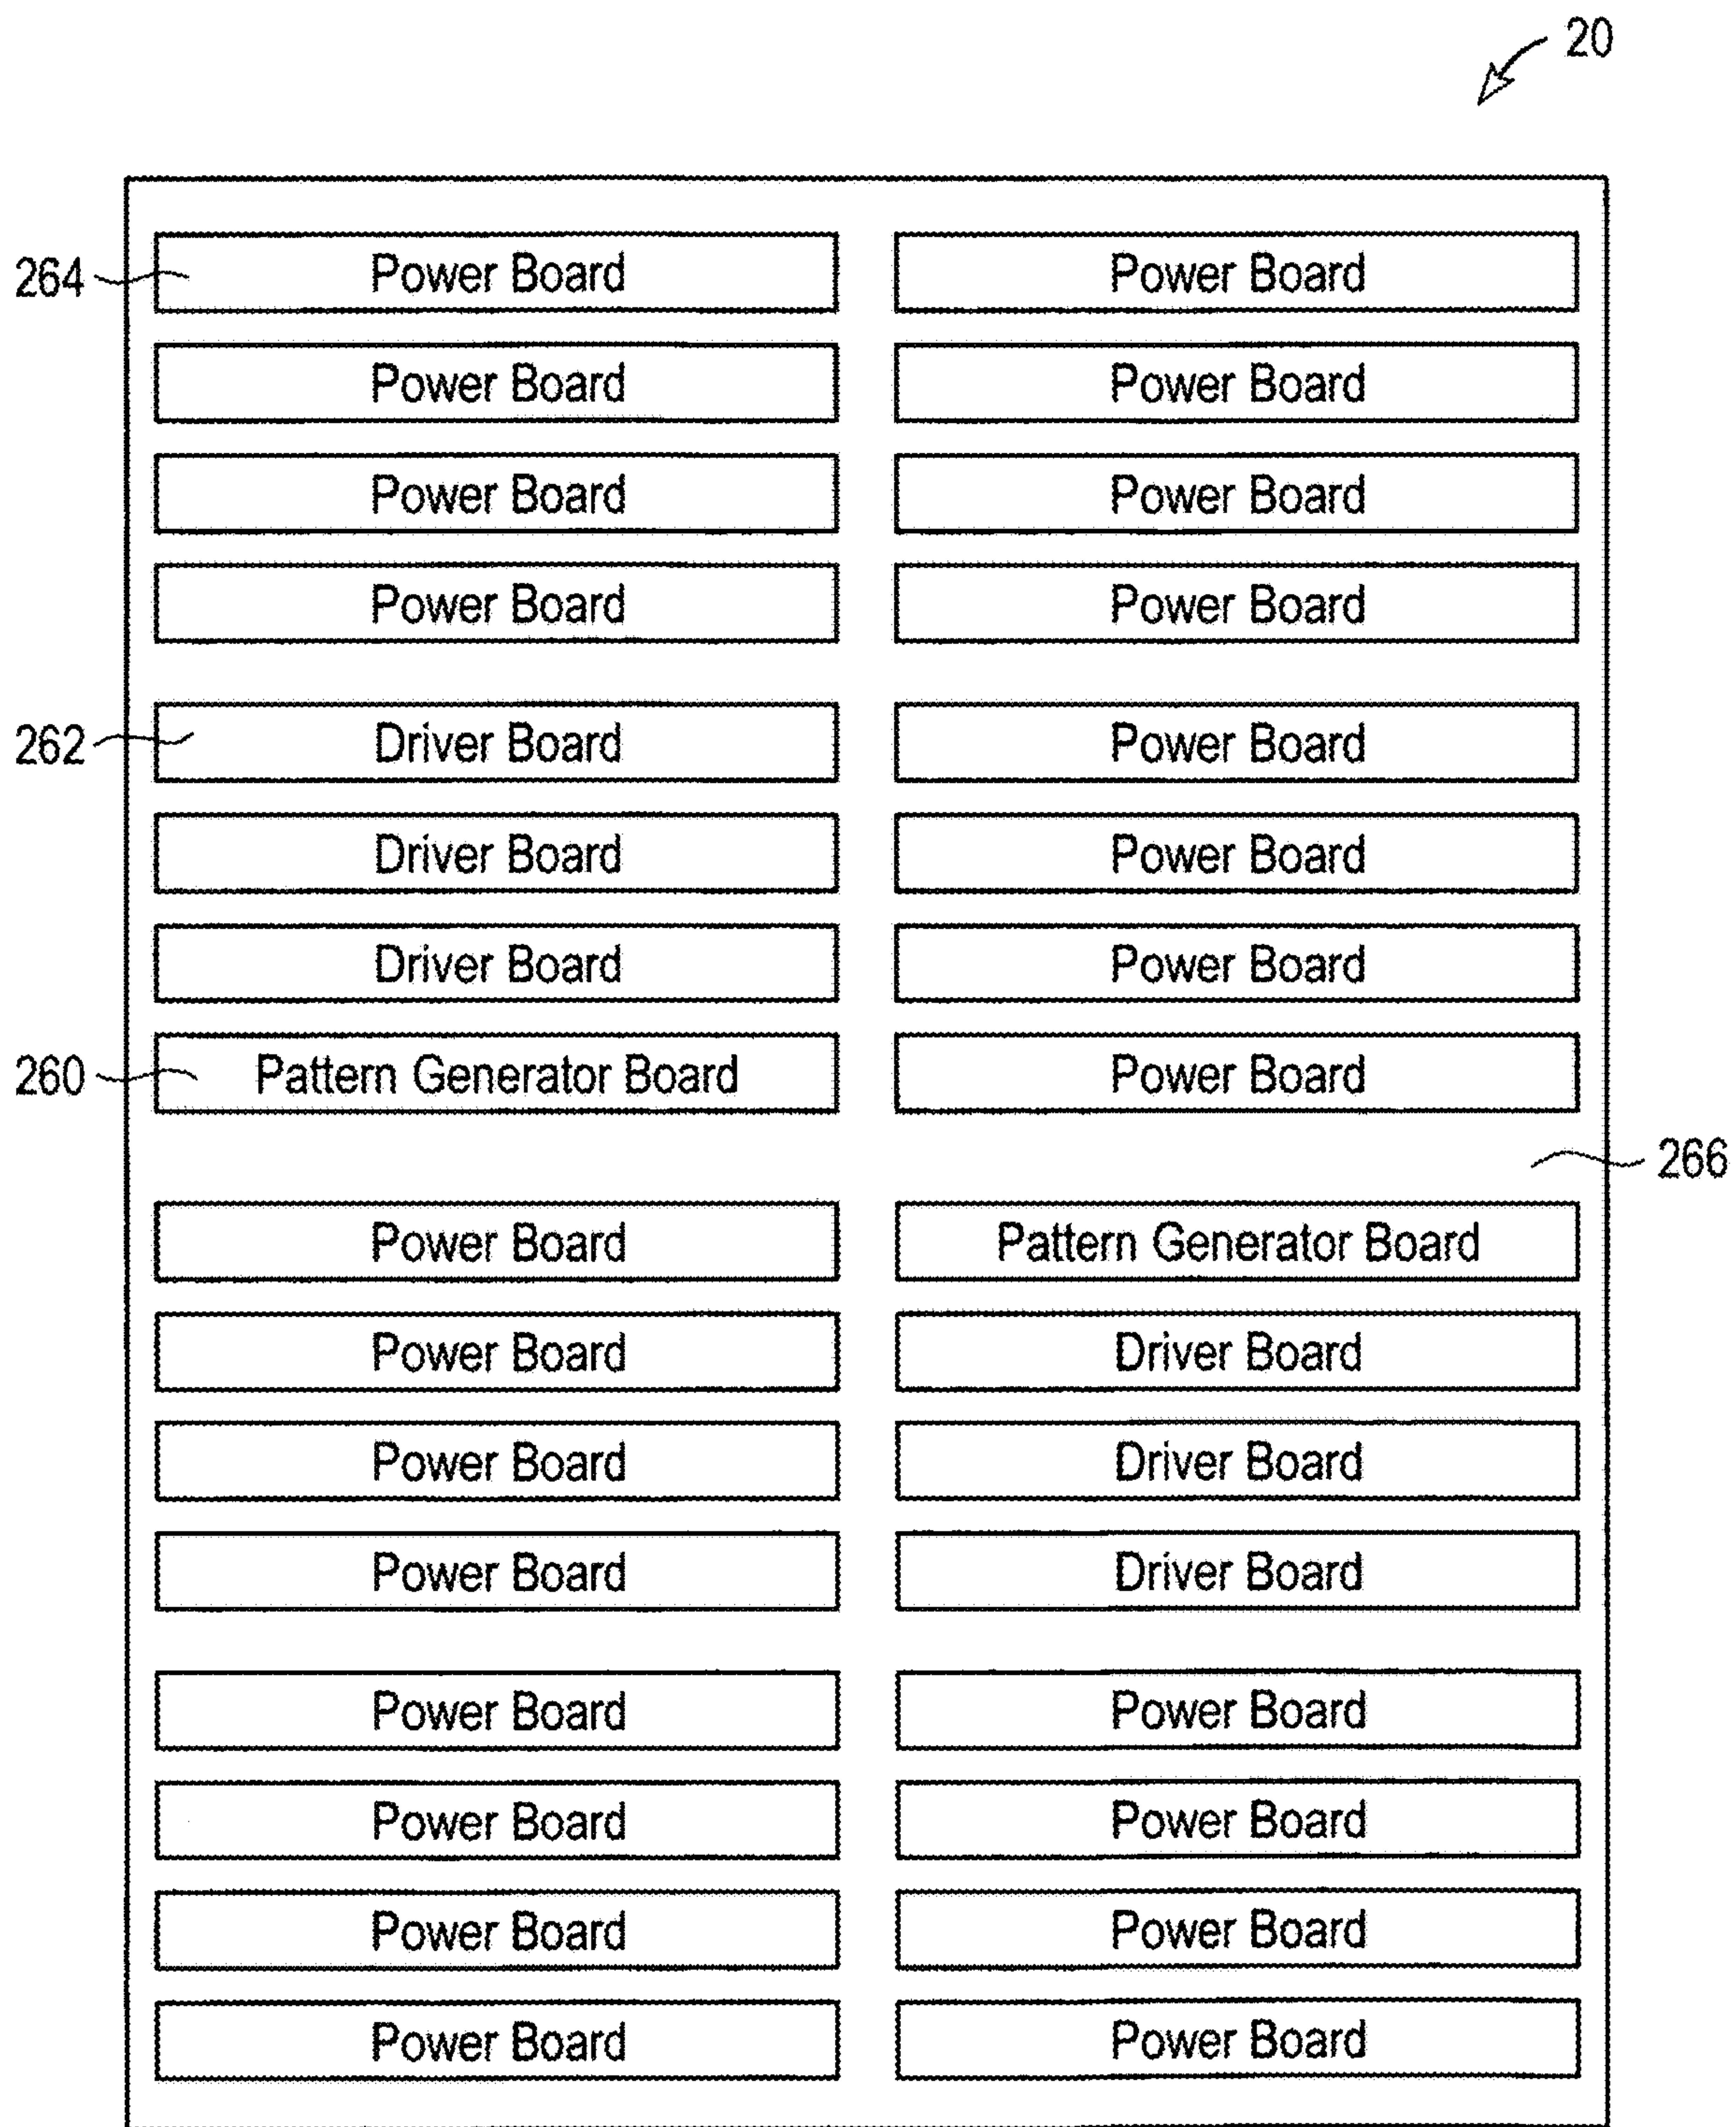 20
264 Power Board Power Board
Power Board Power Board
Power Board Power Board
Power Board Power Board
262 Driver Board Power Board
Driver Board Power Board
Driver Board Power Board
260 Pattern Generator Board Power Board
266
Power Board Pattern Generator Board
Power Board Driver Board
Power Board Driver Board
Power Board Driver Board
Power Board Power Board
Power Board Power Board
Power Board Power Board
Power Board Power Board